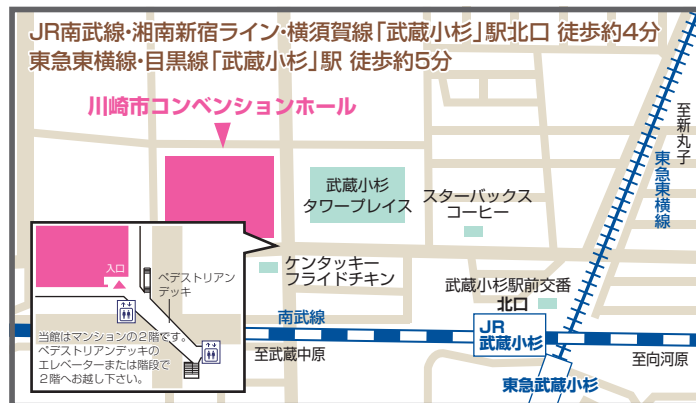 JR南武線・湘南新宿ライン・横須賀線「武蔵小杉」駅北口 徒歩約4分
東急東横線・目黒線「武蔵小杉」駅 徒歩約5分
川崎市コンベンションホール
至新丸子
東急東横線
武蔵小杉
タワープレイス
スターバックス
コーヒー
入口
ペデストリアン
デッキ
ケンタッキー
フライドチキン
武蔵小杉駅前交番
北口
南武線
JR
武蔵小杉
当館はマンションの2階です。
ペデストリアンデッキの
エレベーターまたは階段で
2階へお越し下さい。
至武蔵中原
至向河原
東急武蔵小杉